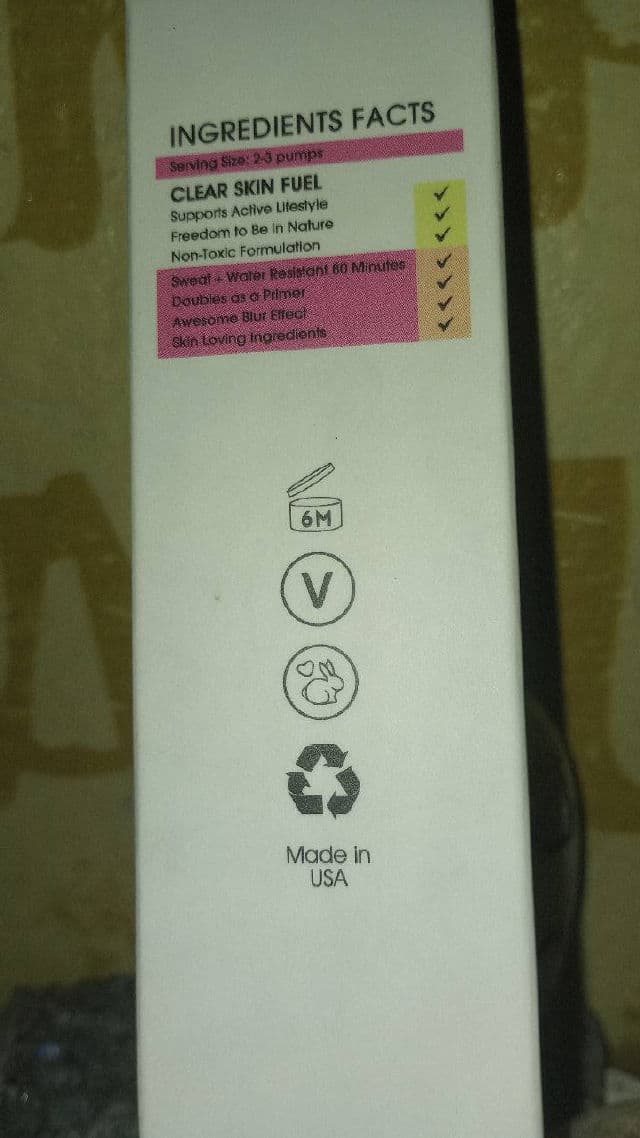 INGREDIENTS FACTS
Serving Size: 2-3 pumps
CLEAR SKIN FUEL
Supports Active Lifestyle
Freedom to Be in Nature
Non-Toxic Formulation
Sweat + Water Resistant 80 Minutes
Doubles as a Primer
Awesome Blur Effect
Skin Loving Ingredients
6M
V
Made in
USA